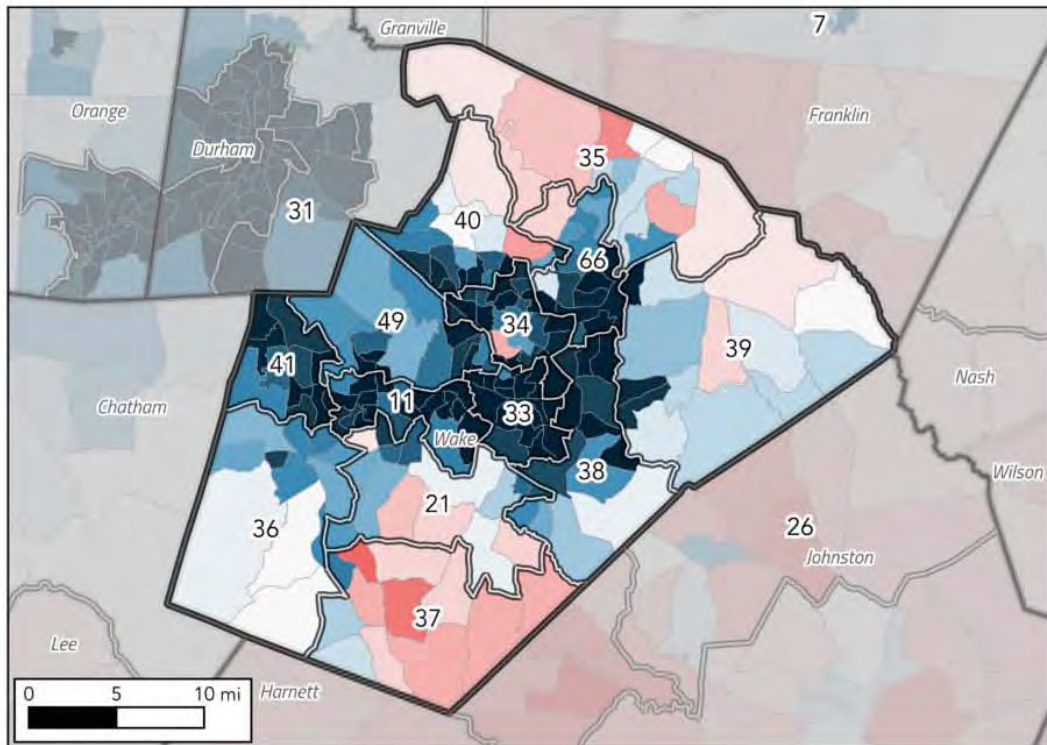 Granville
7
Orange
Franklin
Durham
35
31
40
66
49
34
41
39
11
33
Chatham
Wake
Nash
38
Wilson
21
36
26
Johnston
37
Lee
Harnett
0 5 10 mi